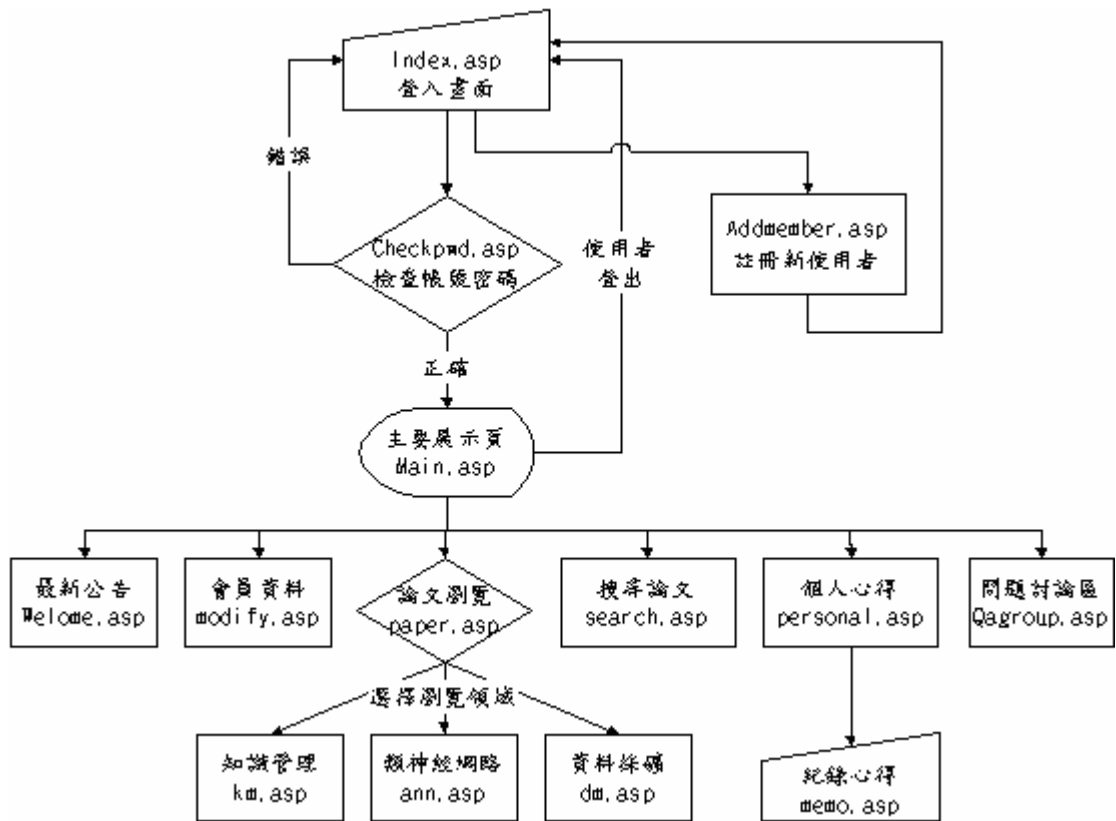 Index.asp
登入畫面
錯誤
Checkpwd.asp
檢查帳號密碼
使用者
登出
Addmember.asp
註冊新使用者
正確
主要展示頁
Main.asp
最新公告
Welome.asp
會員資料
modify.asp
論文瀏覽
paper.asp
搜尋論文
search.asp
個人心得
personal.asp
問題討論區
Qagroup.asp
選擇瀏覽領域
知識管理
km.asp
類神經網路
ann.asp
資料採礦
dm.asp
紀錄心得
memo.asp